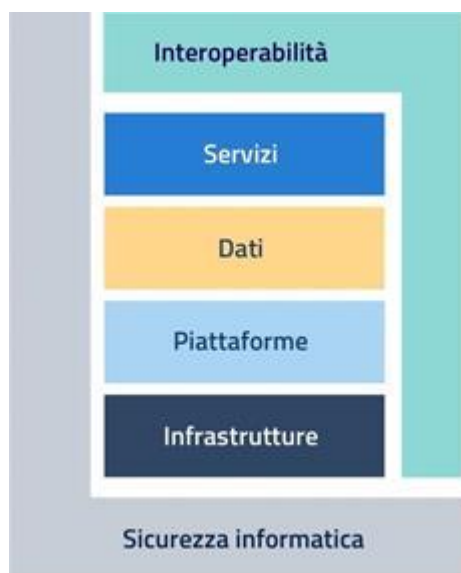 Interoperabilità
Servizi
Dati
Piattaforme
Infrastrutture
Sicurezza informatica